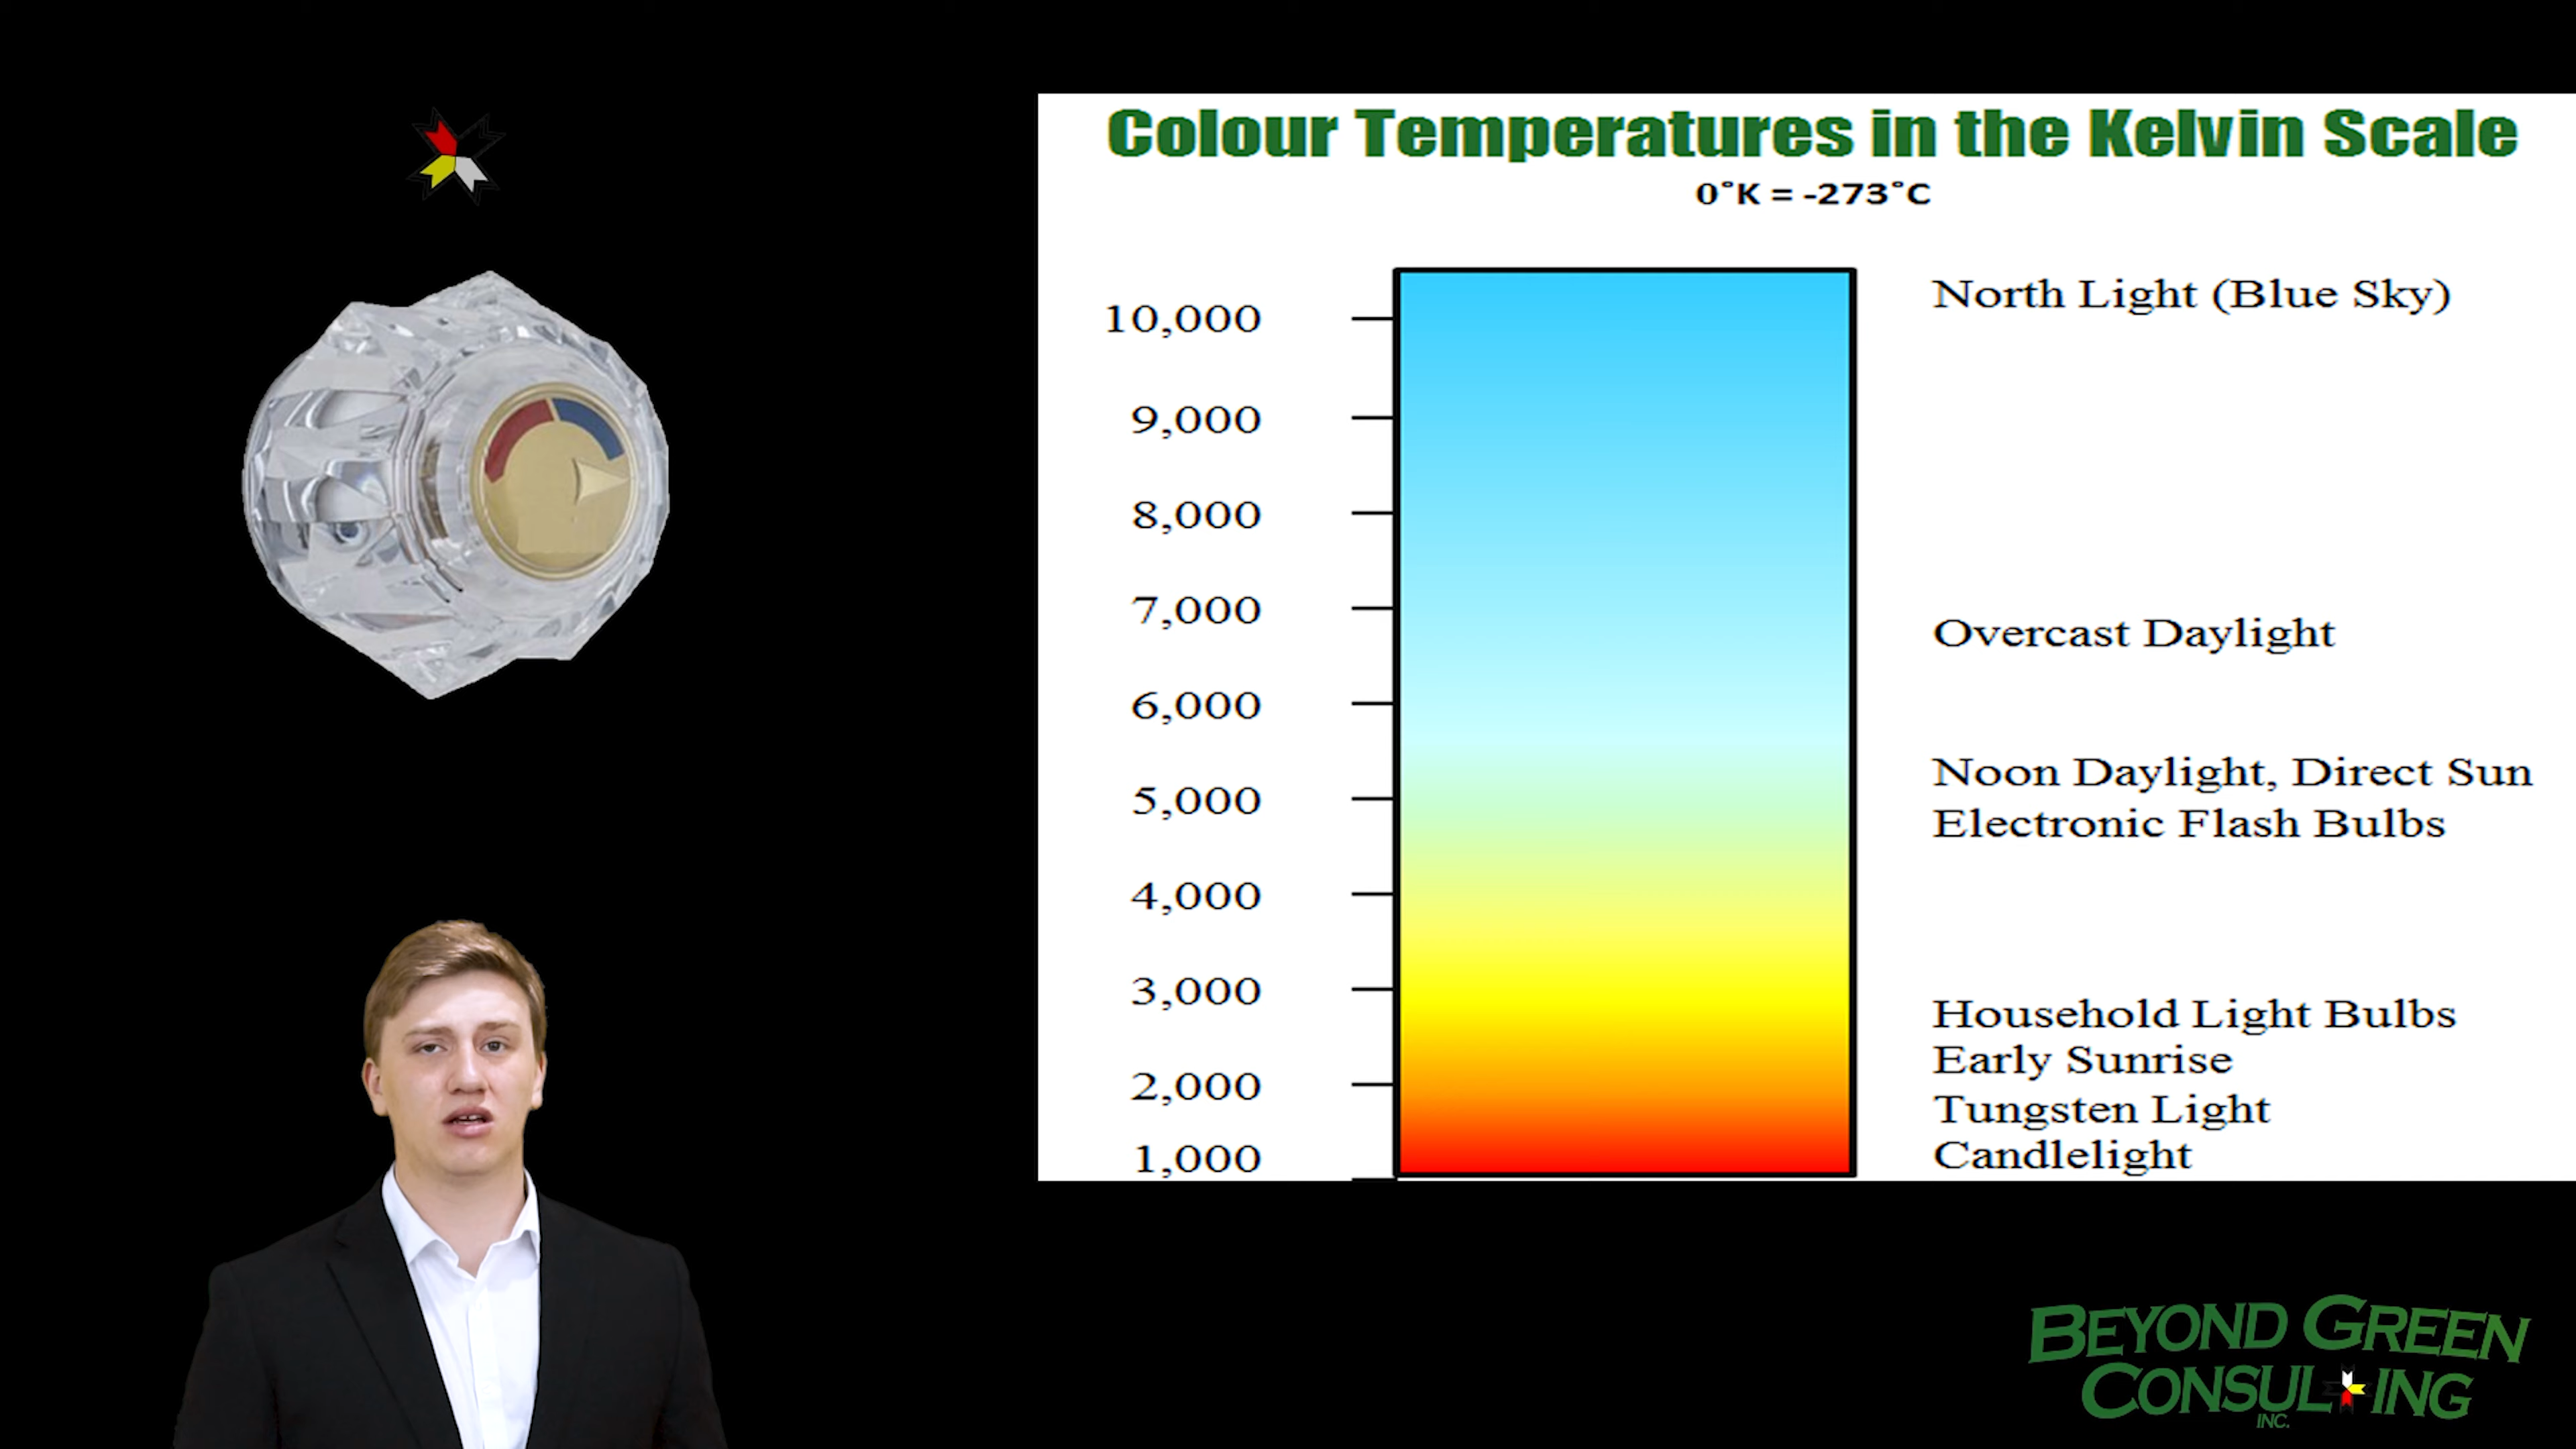 Colour Temperatures in the Kelvin Scale
0°K = -273°C
10,000
9,000
8,000
7,000
6,000
5,000
4,000
3,000
2,000
1,000
North Light (Blue Sky)
Overcast Daylight
Noon Daylight, Direct Sun
Electronic Flash Bulbs
Household Light Bulbs
Early Sunrise
Tungsten Light
Candlelight
BEYOND GREEN
CONSULTING
INC.